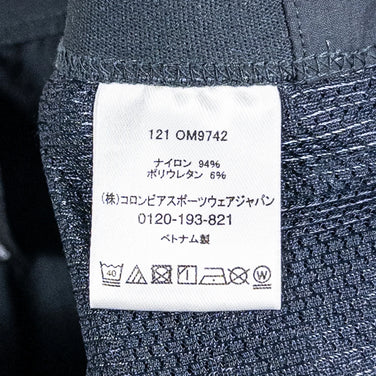 121 OM9742
ナイロン 94%
ポリウレタン 6%
(株)コロンビアスポーツウェアジャパン
0120-193-821
ベトナム製
40 W